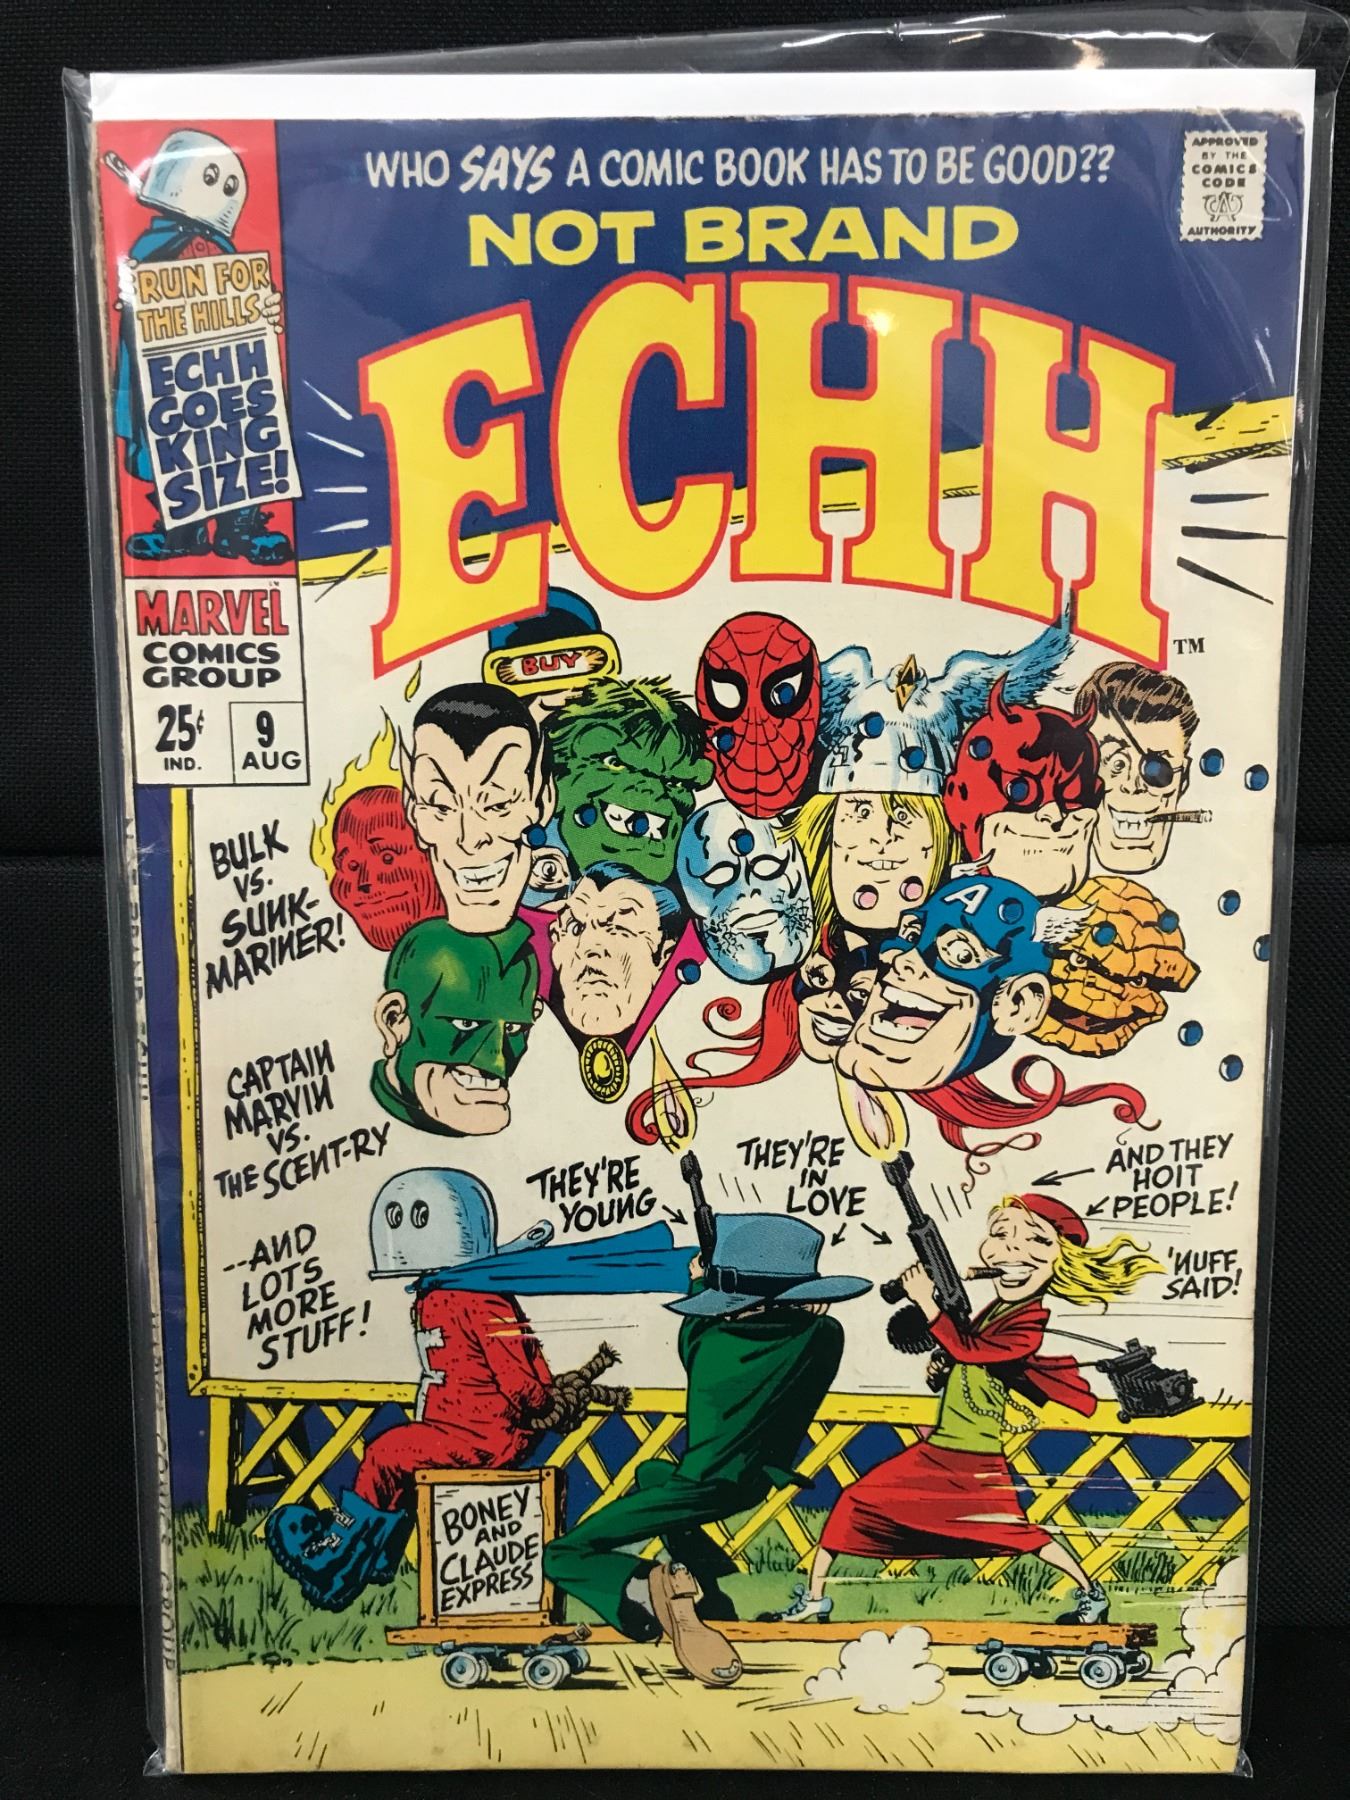 WHO SAYS A COMIC BOOK HAS TO BE GOOD??
NOT BRAND
ECHH
TM
APPROVED
BY THE
COMICS
CODE
AUTHORITY
RUN FOR
THE HILLS:
ECHH
GOES
KING
SIZE!
MARVEL
COMICS
GROUP
25¢
IND.
9
AUG
BUY
A
BULK
VS.
SUNK-
MARINER!
CAPTAIN
MARVIN
VS.
THE SCENT-RY
--AND
LOTS
MORE
STUFF!
THEY'RE
YOUNG
THEY'RE
IN
LOVE
AND THEY
HOIT
PEOPLE!
'NUFF
SAID!
BONEY
AND
CLAUDE
EXPRESS